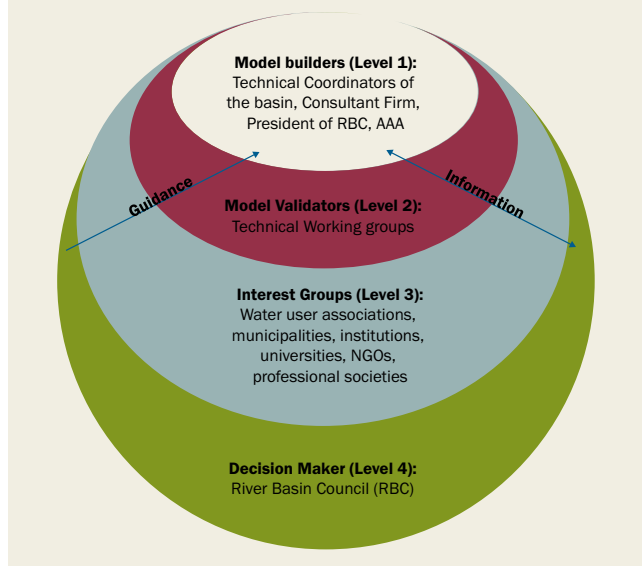 Model builders (Level 1):
Technical Coordinators of
the basin, Consultant Firm,
President of RBC, AAA
Guidance
Information
Model Validators (Level 2):
Technical Working groups
Interest Groups (Level 3):
Water user associations,
municipalities, institutions,
universities, NGOs,
professional societies
Decision Maker (Level 4):
River Basin Council (RBC)